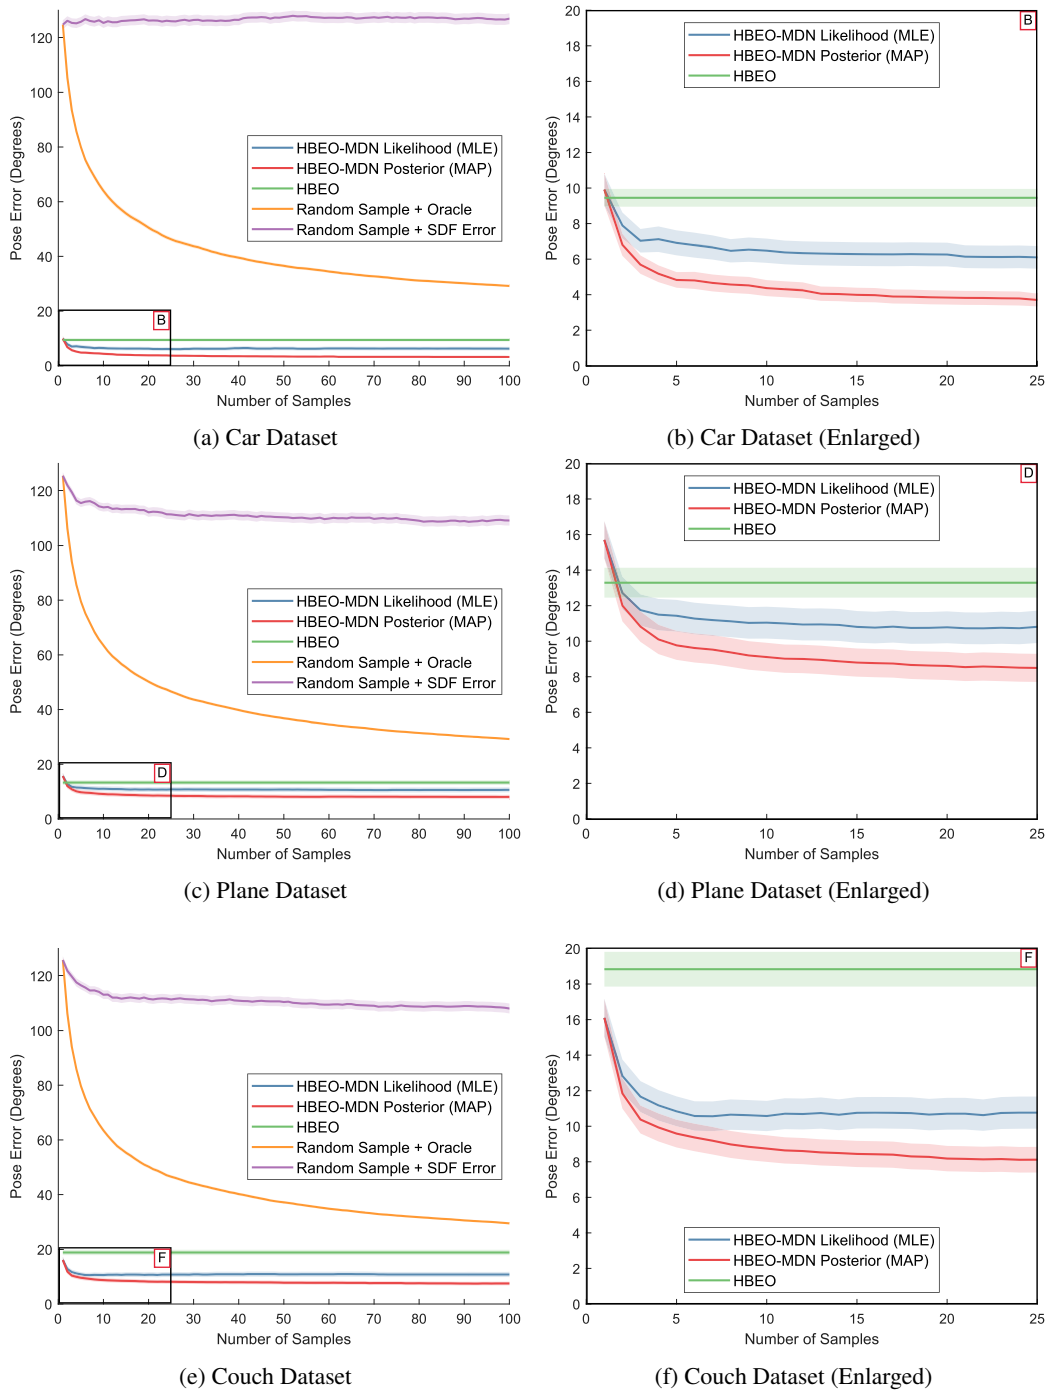 120
100
80
60
40
20
0
Pose Error (Degrees)
HBEO-MDN Likelihood (MLE)
HBEO-MDN Posterior (MAP)
HBEO
Random Sample + Oracle
Random Sample + SDF Error
B
0 10 20 30 40 50 60 70 80 90 100
Number of Samples
(a) Car Dataset
20
18
16
14
12
10
8
6
4
2
0
Pose Error (Degrees)
B
HBEO-MDN Likelihood (MLE)
HBEO-MDN Posterior (MAP)
HBEO
0 5 10 15 20 25
Number of Samples
(b) Car Dataset (Enlarged)
120
100
80
60
40
20
0
Pose Error (Degrees)
HBEO-MDN Likelihood (MLE)
HBEO-MDN Posterior (MAP)
HBEO
Random Sample + Oracle
Random Sample + SDF Error
D
0 10 20 30 40 50 60 70 80 90 100
Number of Samples
(c) Plane Dataset
20
18
16
14
12
10
8
6
4
2
0
Pose Error (Degrees)
D
HBEO-MDN Likelihood (MLE)
HBEO-MDN Posterior (MAP)
HBEO
0 5 10 15 20 25
Number of Samples
(d) Plane Dataset (Enlarged)
120
100
80
60
40
20
0
Pose Error (Degrees)
HBEO-MDN Likelihood (MLE)
HBEO-MDN Posterior (MAP)
HBEO
Random Sample + Oracle
Random Sample + SDF Error
F
0 10 20 30 40 50 60 70 80 90 100
Number of Samples
(e) Couch Dataset
20
18
16
14
12
10
8
6
4
2
0
Pose Error (Degrees)
F
HBEO-MDN Likelihood (MLE)
HBEO-MDN Posterior (MAP)
HBEO
0 5 10 15 20 25
Number of Samples
(f) Couch Dataset (Enlarged)